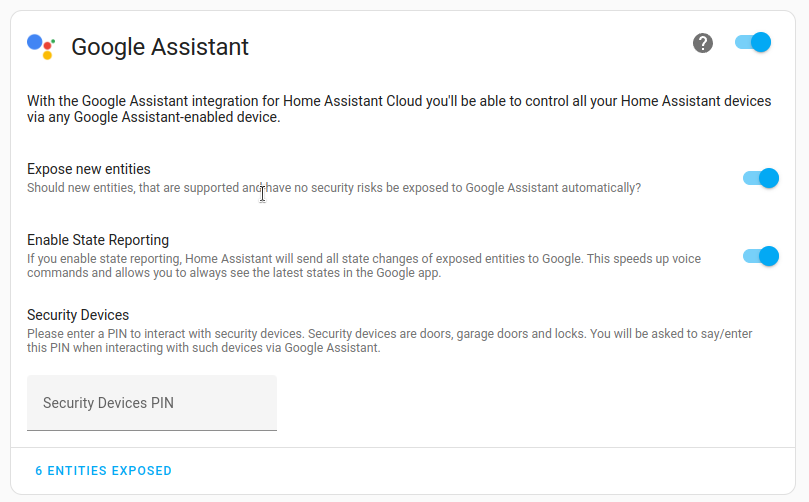 Google Assistant
?
With the Google Assistant integration for Home Assistant Cloud you'll be able to control all your Home Assistant devices
via any Google Assistant-enabled device.
Expose new entities
Should new entities, that are supported and have no security risks be exposed to Google Assistant automatically?
Enable State Reporting
If you enable state reporting, Home Assistant will send all state changes of exposed entities to Google. This speeds up voice
commands and allows you to always see the latest states in the Google app.
Security Devices
Please enter a PIN to interact with security devices. Security devices are doors, garage doors and locks. You will be asked to say/enter
this PIN when interacting with such devices via Google Assistant.
Security Devices PIN
6 ENTITIES EXPOSED